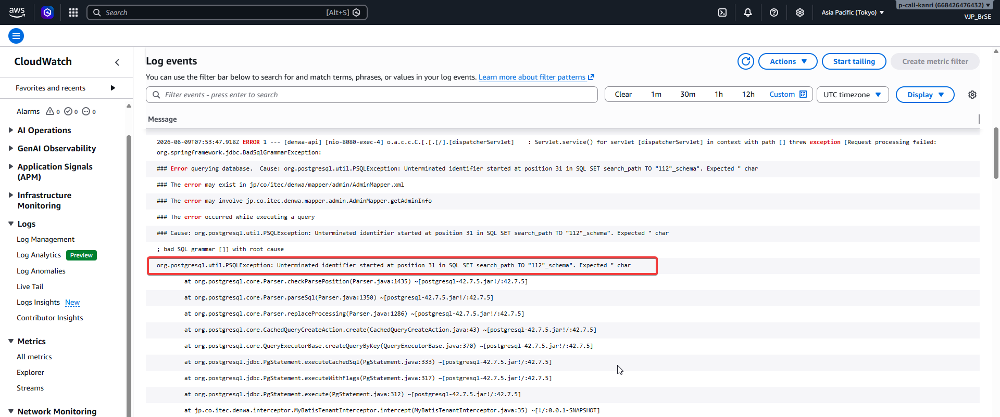 aws
Search [Alt+S]
Asia Pacific (Tokyo)
p-call-kanri (668426476432)
VJP_BrSE
CloudWatch
Favorites and recents
Alarms 0 0 0
AI Operations
GenAI Observability
Application Signals
(APM)
Infrastructure
Monitoring
Logs
Log Management
Log Analytics Preview
Log Anomalies
Live Tail
Logs Insights New
Contributor Insights
Metrics
All metrics
Explorer
Streams
Network Monitoring
Log events
Actions
Start tailing
Create metric filter
You can use the filter bar below to search for and match terms, phrases, or values in your log events. Learn more about filter patterns
Filter events - press enter to search
Clear 1m 30m 1h 12h Custom
UTC timezone
Display
Message
2026-06-09T07:53:47.918Z ERROR 1 --- [denwa-api] [nio-8080-exec-4] o.a.c.c.C.[.[.[/].[dispatcherServlet]    : Servlet.service() for servlet [dispatcherServlet] in context with path [] threw exception [Request processing failed:
org.springframework.jdbc.BadSqlGrammarException:
### Error querying database.  Cause: org.postgresql.util.PSQLException: Unterminated identifier started at position 31 in SQL SET search_path TO "112"_schema". Expected " char
### The error may exist in jp/co/itec/denwa/mapper/admin/AdminMapper.xml
### The error may involve jp.co.itec.denwa.mapper.admin.AdminMapper.getAdminInfo
### The error occurred while executing a query
### Cause: org.postgresql.util.PSQLException: Unterminated identifier started at position 31 in SQL SET search_path TO "112"_schema". Expected " char
; bad SQL grammar []] with root cause
org.postgresql.util.PSQLException: Unterminated identifier started at position 31 in SQL SET search_path TO "112"_schema". Expected " char
at org.postgresql.core.Parser.checkParsePosition(Parser.java:1435) ~[postgresql-42.7.5.jar!/:42.7.5]
at org.postgresql.core.Parser.parseSql(Parser.java:1350) ~[postgresql-42.7.5.jar!/:42.7.5]
at org.postgresql.core.Parser.replaceProcessing(Parser.java:1286) ~[postgresql-42.7.5.jar!/:42.7.5]
at org.postgresql.core.CachedQueryCreateAction.create(CachedQueryCreateAction.java:43) ~[postgresql-42.7.5.jar!/:42.7.5]
at org.postgresql.core.QueryExecutorBase.createQueryByKey(QueryExecutorBase.java:370) ~[postgresql-42.7.5.jar!/:42.7.5]
at org.postgresql.jdbc.PgStatement.executeCachedSql(PgStatement.java:333) ~[postgresql-42.7.5.jar!/:42.7.5]
at org.postgresql.jdbc.PgStatement.executeWithFlags(PgStatement.java:317) ~[postgresql-42.7.5.jar!/:42.7.5]
at org.postgresql.jdbc.PgStatement.execute(PgStatement.java:312) ~[postgresql-42.7.5.jar!/:42.7.5]
at jp.co.itec.denwa.interceptor.MyBatisTenantInterceptor.intercept(MyBatisTenantInterceptor.java:35) ~[!/:0.0.1-SNAPSHOT]